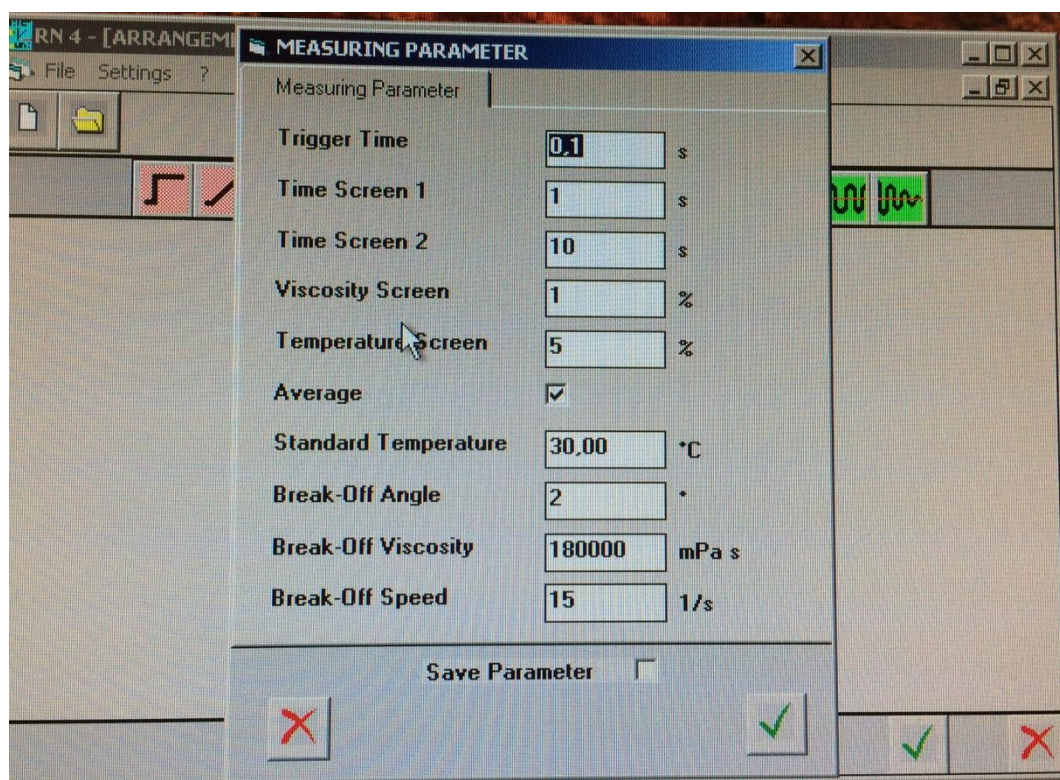 RN 4 - [ARRANGEM
MEASURING PARAMETER
File Settings ?
Measuring Parameter
Trigger Time 0,1 s
Time Screen 1 1 s
Time Screen 2 10 s
Viscosity Screen 1 %
Temperature Screen 5 %
Average
Standard Temperature 30,00 °C
Break-Off Angle 2 °
Break-Off Viscosity 180000 mPa s
Break-Off Speed 15 1/s
Save Parameter